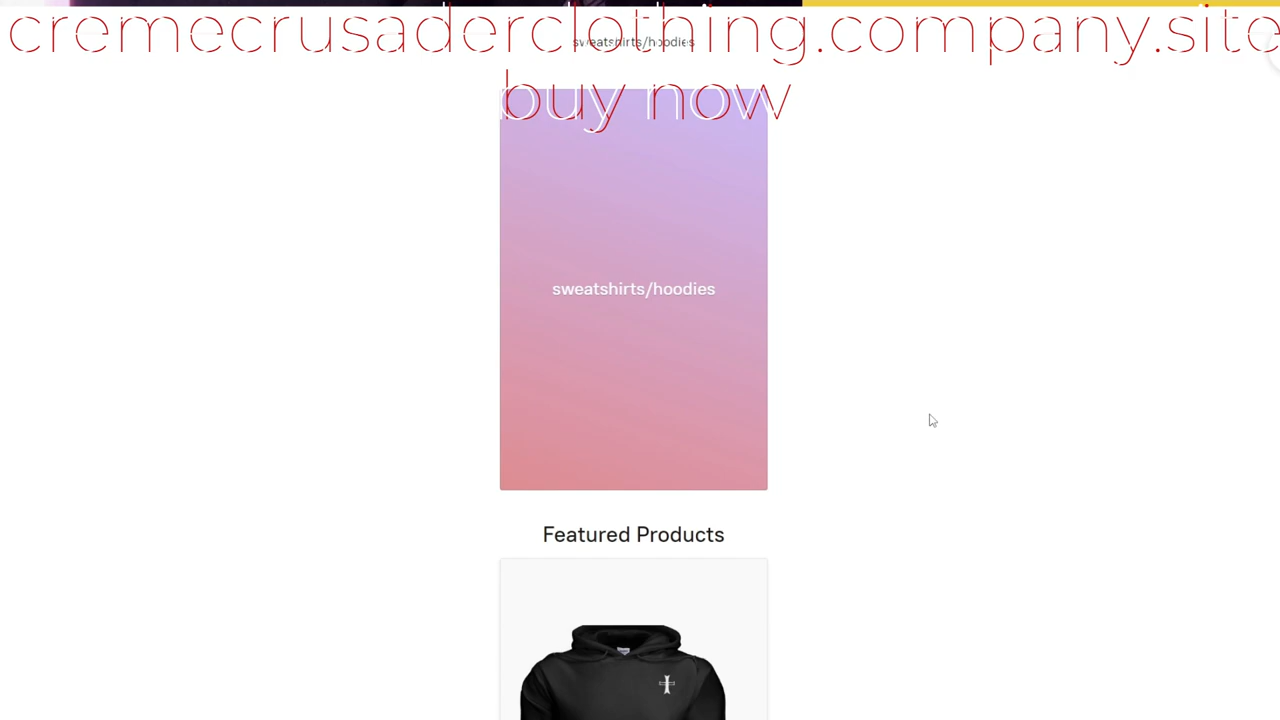 cremecrusaderclothing.company.site
sweatshirts/hoodies
buy now
sweatshirts/hoodies
Featured Products